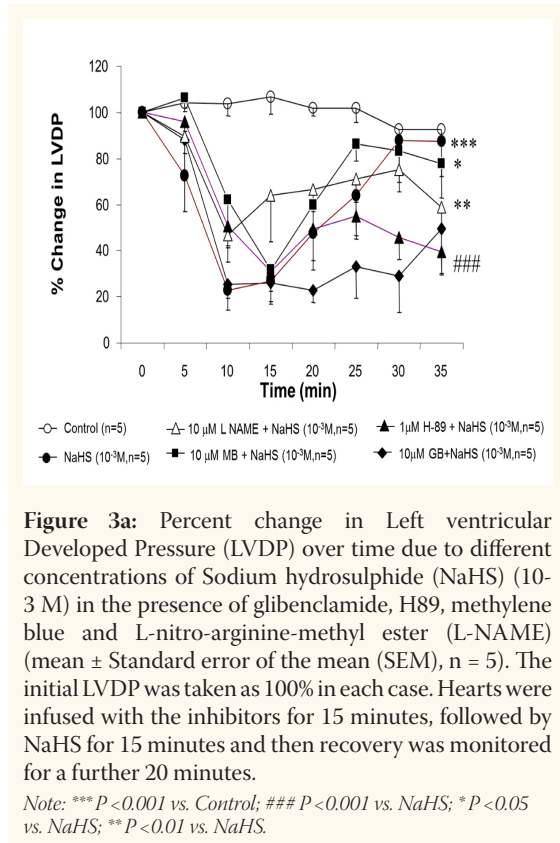 % Change in LVDP
120
100
80
60
40
20
0
***
*
**
###
0 5 10 15 20 25 30 35
Time (min)
Control (n=5) 10 µM L NAME + NaHS (10-3M,n=5) 1µM H-89 + NaHS (10-3M,n=5)
NaHS (10-3M,n=5) 10 µM MB + NaHS (10-3M,n=5) 10µM GB+NaHS (10-3M,n=5)
Figure 3a: Percent change in Left ventricular
Developed Pressure (LVDP) over time due to different
concentrations of Sodium hydrosulphide (NaHS) (10-
3 M) in the presence of glibenclamide, H89, methylene
blue and L-nitro-arginine-methyl ester (L-NAME)
(mean ± Standard error of the mean (SEM), n = 5). The
initial LVDP was taken as 100% in each case. Hearts were
infused with the inhibitors for 15 minutes, followed by
NaHS for 15 minutes and then recovery was monitored
for a further 20 minutes.
Note: *** P <0.001 vs. Control; ### P <0.001 vs. NaHS; * P <0.05
vs. NaHS; ** P <0.01 vs. NaHS.